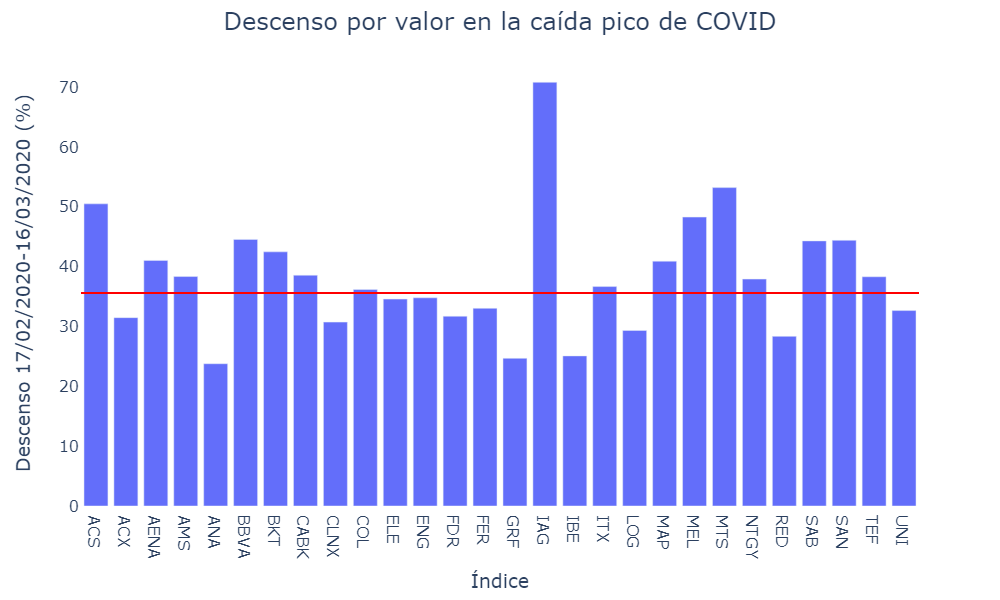 Descenso por valor en la caída pico de COVID
Descenso 17/02/2020-16/03/2020 (%)
70
60
50
40
30
20
10
0
ACS
ACX
AENA
AMS
ANA
BBVA
BKT
CABK
CLNX
COL
ELE
ENG
FDR
FER
GRF
IAG
IBE
ITX
LOG
MAP
MEL
MTS
NTGY
RED
SAB
SAN
TEF
UNI
Índice